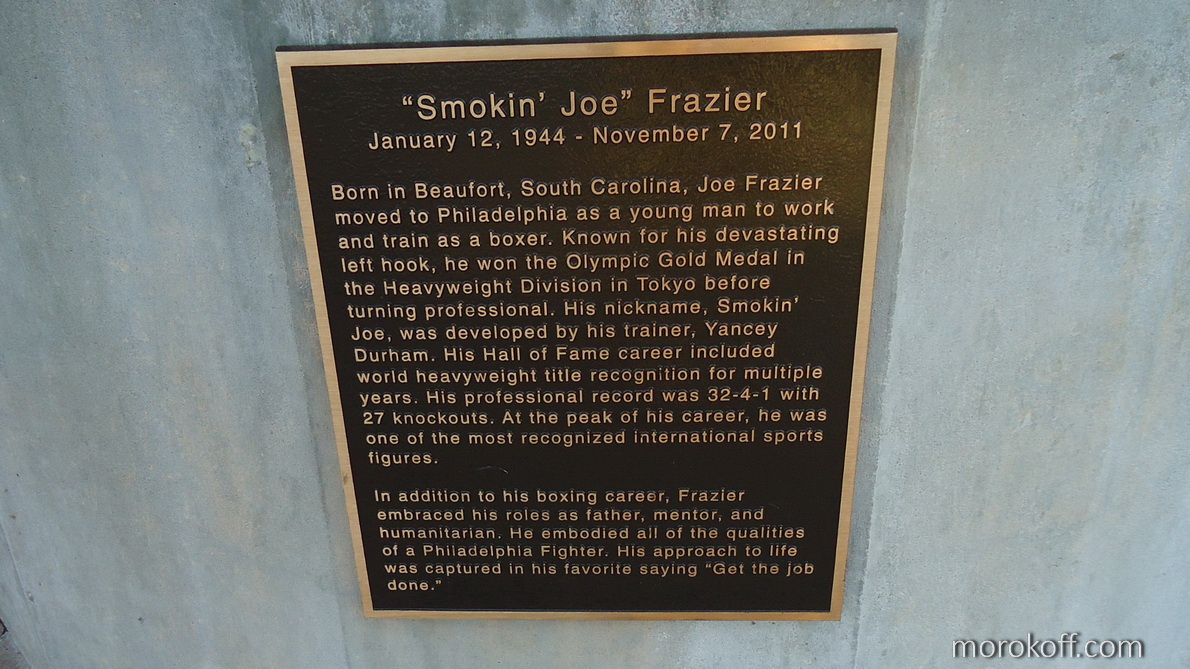 “Smokin’ Joe” Frazier
January 12, 1944 - November 7, 2011
Born in Beaufort, South Carolina, Joe Frazier
moved to Philadelphia as a young man to work
and train as a boxer. Known for his devastating
left hook, he won the Olympic Gold Medal in
the Heavyweight Division in Tokyo before
turning professional. His nickname, Smokin’
Joe, was developed by his trainer, Yancey
Durham. His Hall of Fame career included
world heavyweight title recognition for multiple
years. His professional record was 32-4-1 with
27 knockouts. At the peak of his career, he was
one of the most recognized international sports
figures.
In addition to his boxing career, Frazier
embraced his roles as father, mentor, and
humanitarian. He embodied all of the qualities
of a Philadelphia Fighter. His approach to life
was captured in his favorite saying “Get the job
done.”
morokoff.com